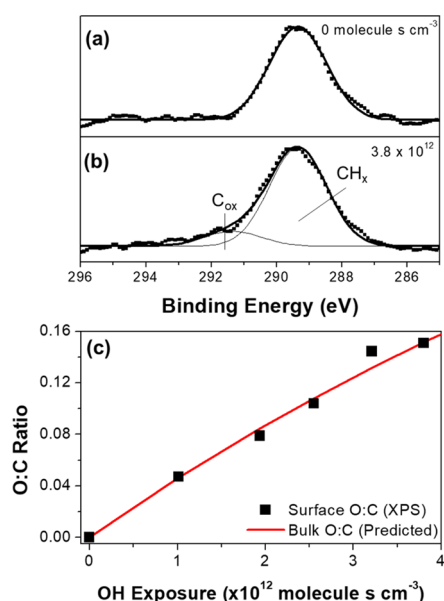 (a)
0 molecule s cm⁻³
(b)
3.8 x 10¹²
Cₒₓ
CHₓ
296 294 292 290 288 286
Binding Energy (eV)
(c)
0.16
0.12
0.08
0.04
0.00
O:C Ratio
Surface O:C (XPS)
Bulk O:C (Predicted)
0 1 2 3 4
OH Exposure (x10¹² molecule s cm⁻³)